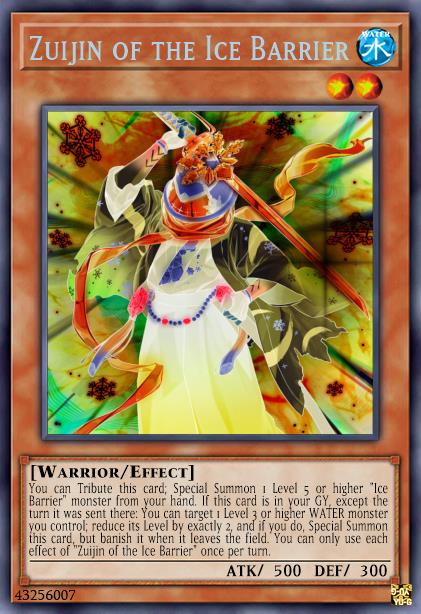 Zuijin of the Ice Barrier
WATER
水
[Warrior/Effect]
You can Tribute this card; Special Summon 1 Level 5 or higher "Ice
Barrier" monster from your hand. If this card is in your GY, except the
turn it was sent there: You can target 1 Level 3 or higher WATER monster
you control; reduce its Level by exactly 2, and if you do, Special Summon
this card, but banish it when it leaves the field. You can only use each
effect of "Zuijin of the Ice Barrier" once per turn.
ATK/ 500 DEF/ 300
43256007